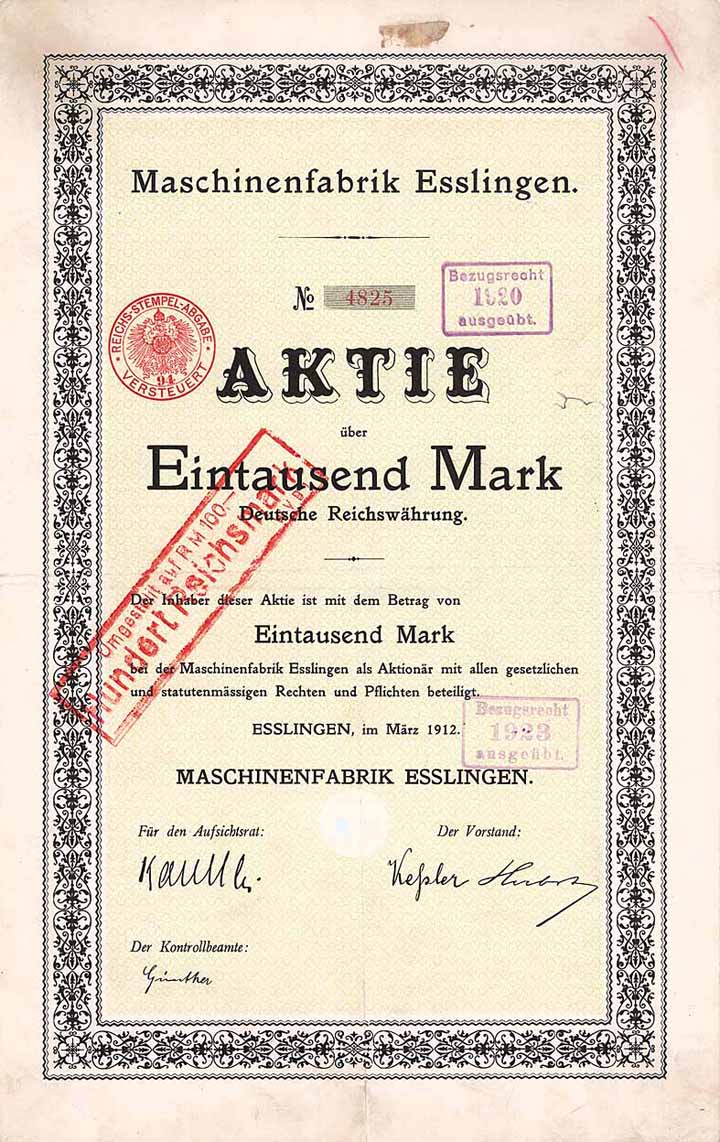 Maschinenfabrik Esslingen.
№ 4825
Bezugsrecht
1920
ausgeübt.
REICHS-STEMPEL-ABGABE
94
VERSTEUERT
AKTIE
über
Eintausend Mark
Deutsche Reichswährung.
Umgestellt auf RM 100.-
Hundert Reichsmark
Der Inhaber dieser Aktie ist mit dem Betrag von
Eintausend Mark
bei der Maschinenfabrik Esslingen als Aktionär mit allen gesetzlichen
und statutenmässigen Rechten und Pflichten beteiligt.
ESSLINGEN, im März 1912.
Bezugsrecht
1923
ausgeübt.
MASCHINENFABRIK ESSLINGEN.
Für den Aufsichtsrat:
Der Vorstand:
Keßler
Der Kontrollbeamte:
Günther